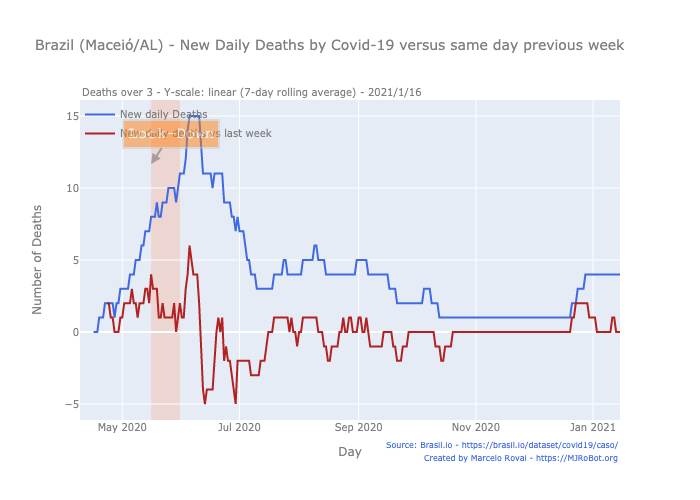 Brazil (Maceió/AL) - New Daily Deaths by Covid-19 versus same day previous week
Deaths over 3 - Y-scale: linear (7-day rolling average) - 2021/1/16
New daily Deaths
New daily deaths vs last week
Lock-Down
15
10
5
0
−5
Number of Deaths
May 2020
Jul 2020
Sep 2020
Nov 2020
Jan 2021
Day
Source: Brasil.io - https://brasil.io/dataset/covid19/caso/
Created by Marcelo Rovai - https://MJRoBot.org